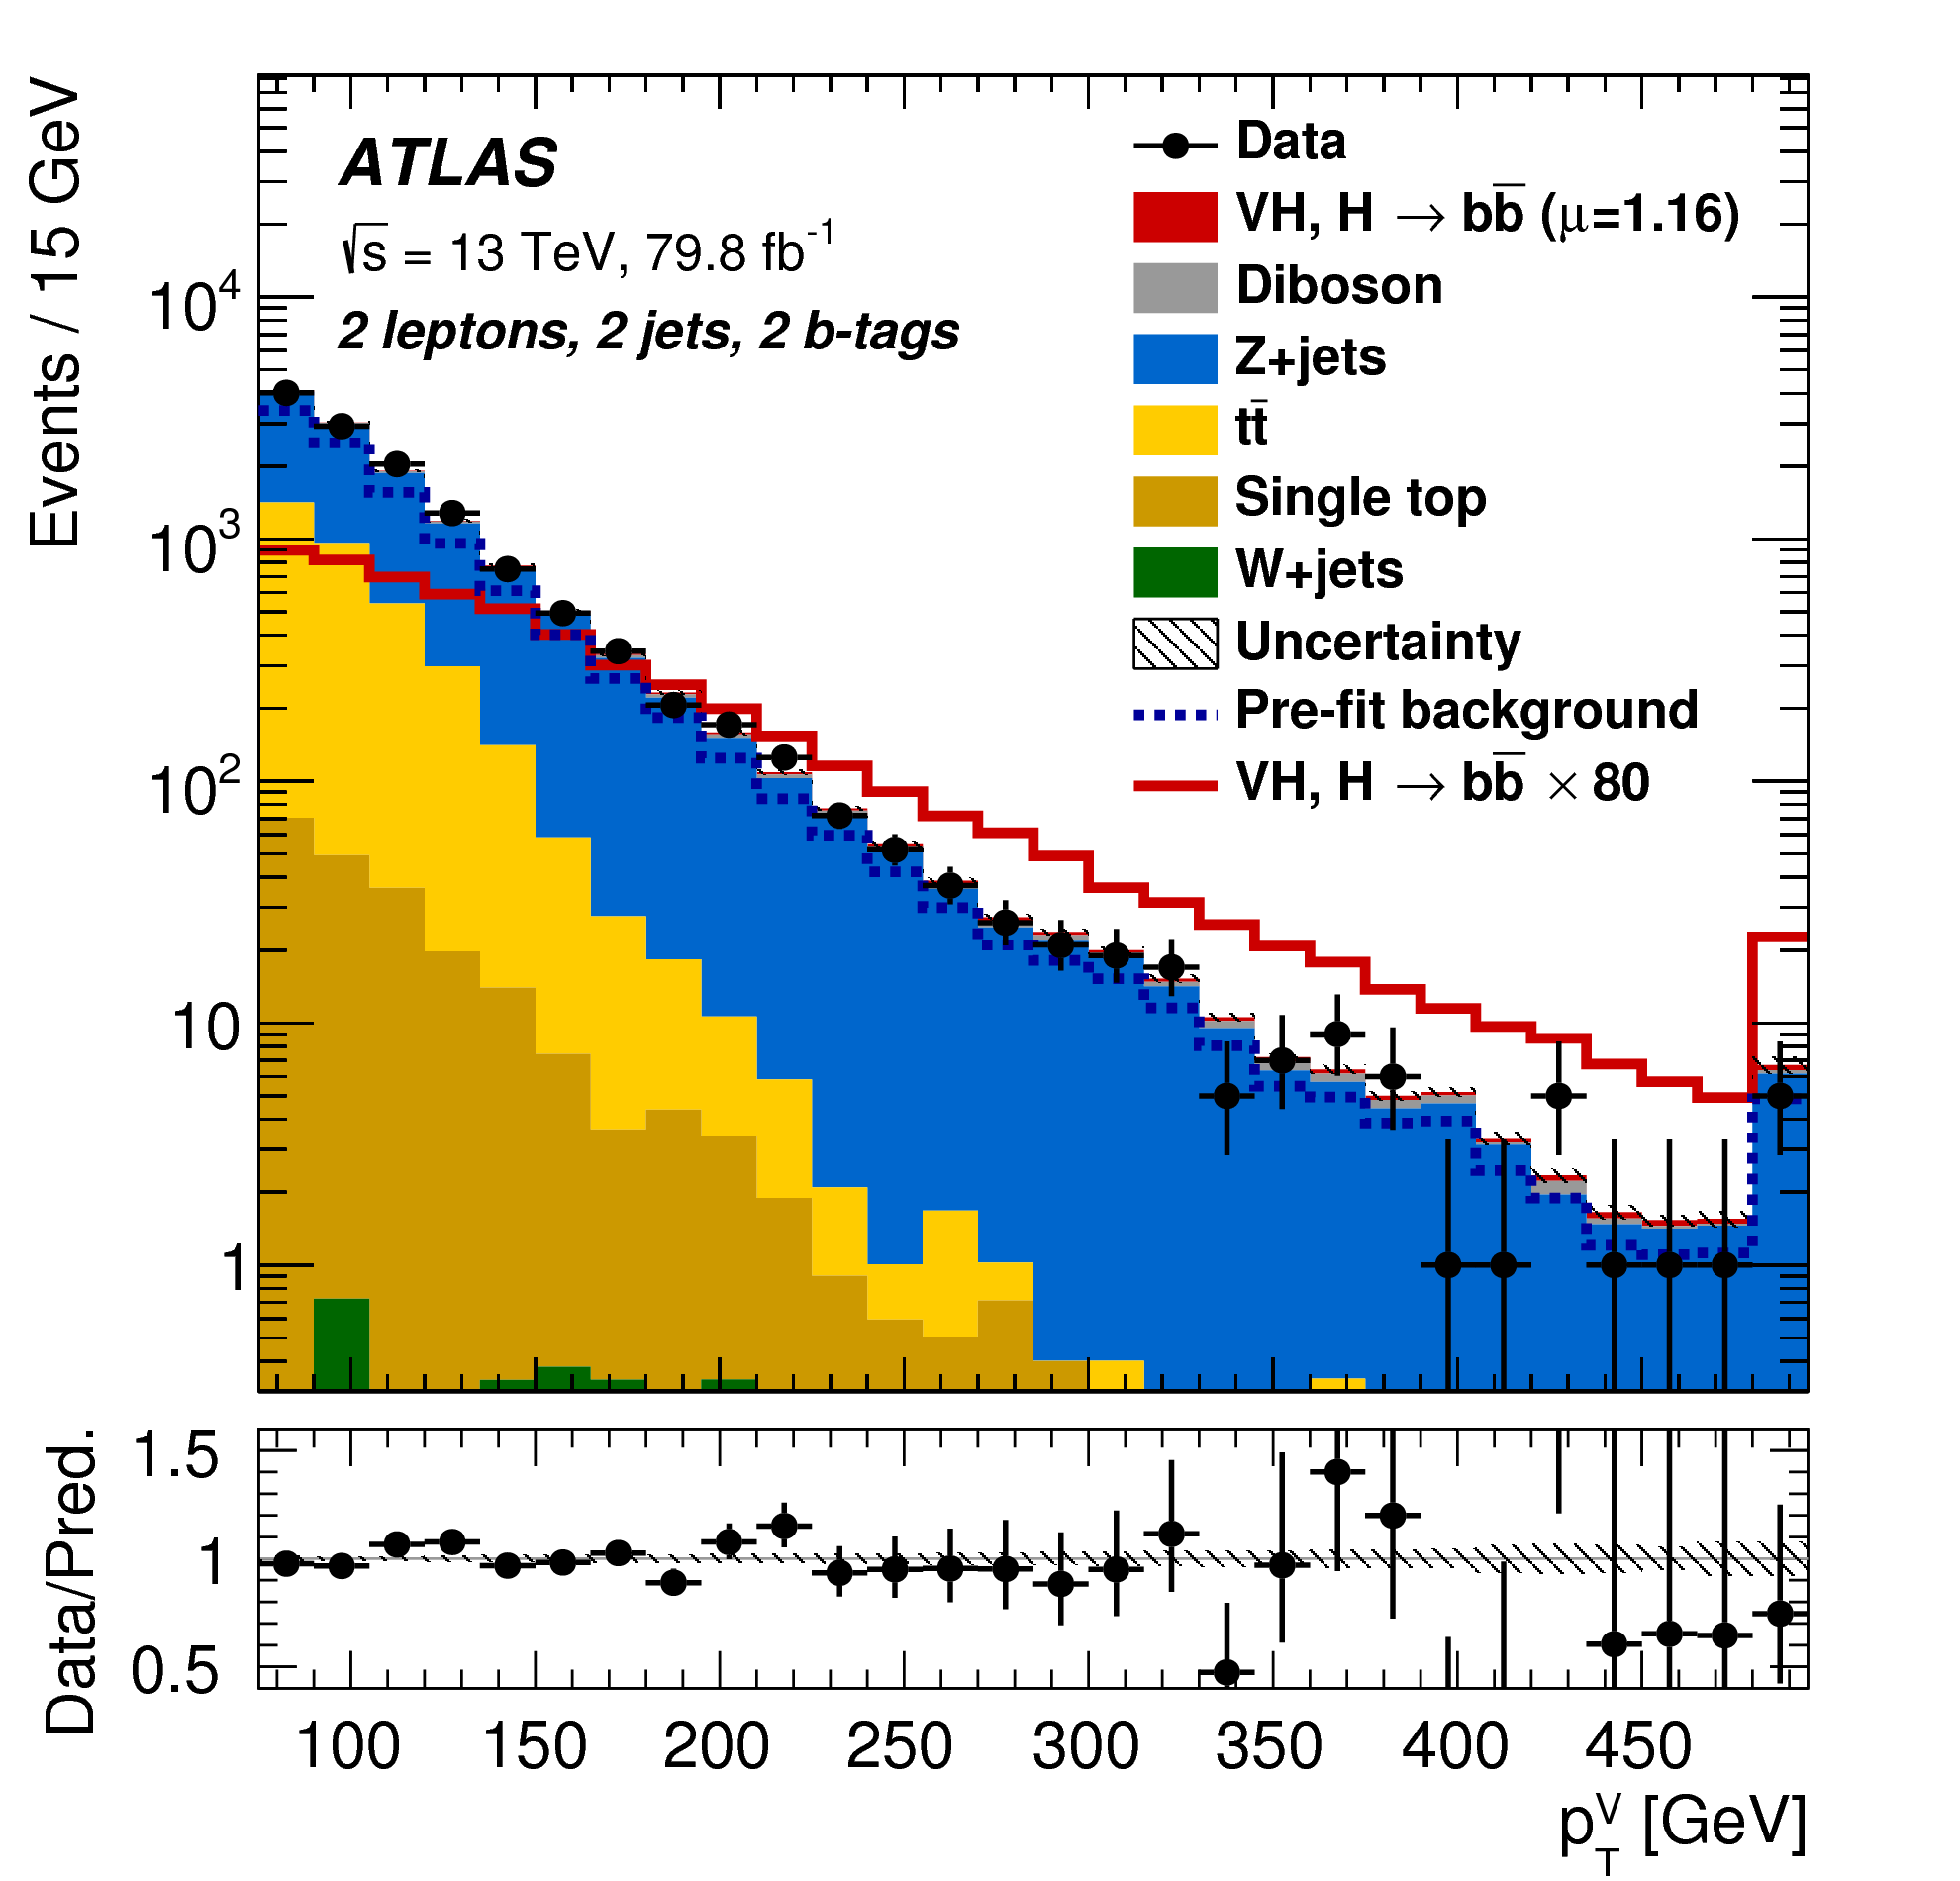 Events / 15 GeV
10⁴
10³
10²
10
1
ATLAS
√s = 13 TeV, 79.8 fb⁻¹
2 leptons, 2 jets, 2 b-tags
Data
VH, H → bb̅ (μ=1.16)
Diboson
Z+jets
tt̅
Single top
W+jets
Uncertainty
Pre-fit background
VH, H → bb̅ × 80
Data/Pred.
1.5
1
0.5
100 150 200 250 300 350 400 450
p_T^V [GeV]